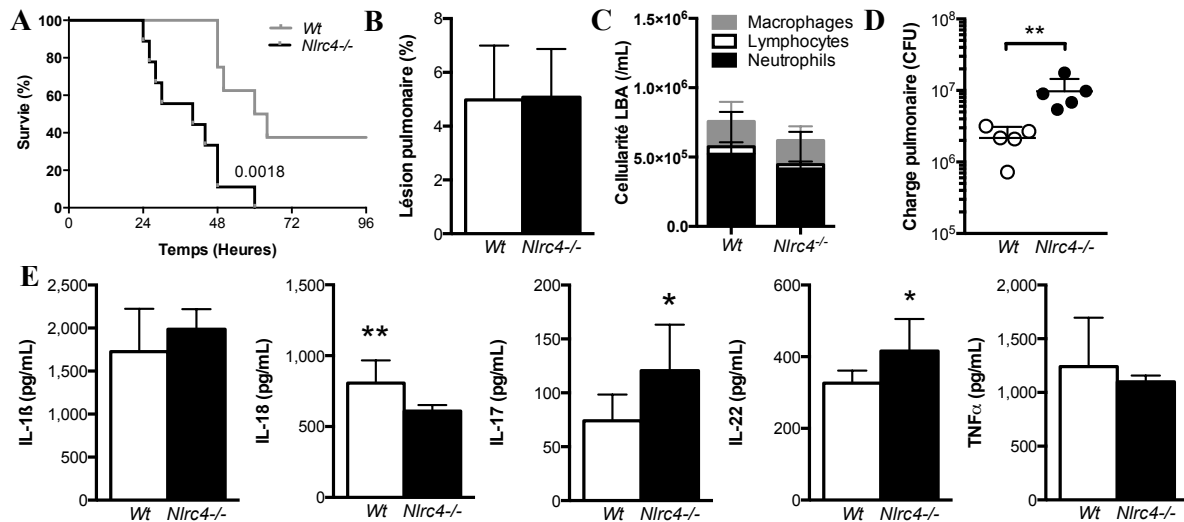 A
Survie (%)
100
80
60
40
20
0
0 24 48 72 96
Temps (Heures)
Wt
Nlrc4-/-
0.0018
B
Lésion pulmonaire (%)
8
6
4
2
0
Wt Nlrc4-/-
C
Cellularité LBA (/mL)
1.5×10⁶
1.0×10⁶
5.0×10⁵
0.0
Macrophages
Lymphocytes
Neutrophils
Wt Nlrc4⁻/⁻
D
Charge pulmonaire (CFU)
10⁸
10⁷
10⁶
10⁵
**
Wt Nlrc4-/-
E
IL-1ß (pg/mL)
2,500
2,000
1,500
1,000
500
0
Wt Nlrc4-/-
IL-18 (pg/mL)
1,500
1,000
500
0
**
Wt Nlrc4-/-
IL-17 (pg/mL)
200
150
100
50
0
*
Wt Nlrc4-/-
IL-22 (pg/mL)
600
400
200
0
*
Wt Nlrc4-/-
TNFα (pg/mL)
2,000
1,500
1,000
500
0
Wt Nlrc4-/-